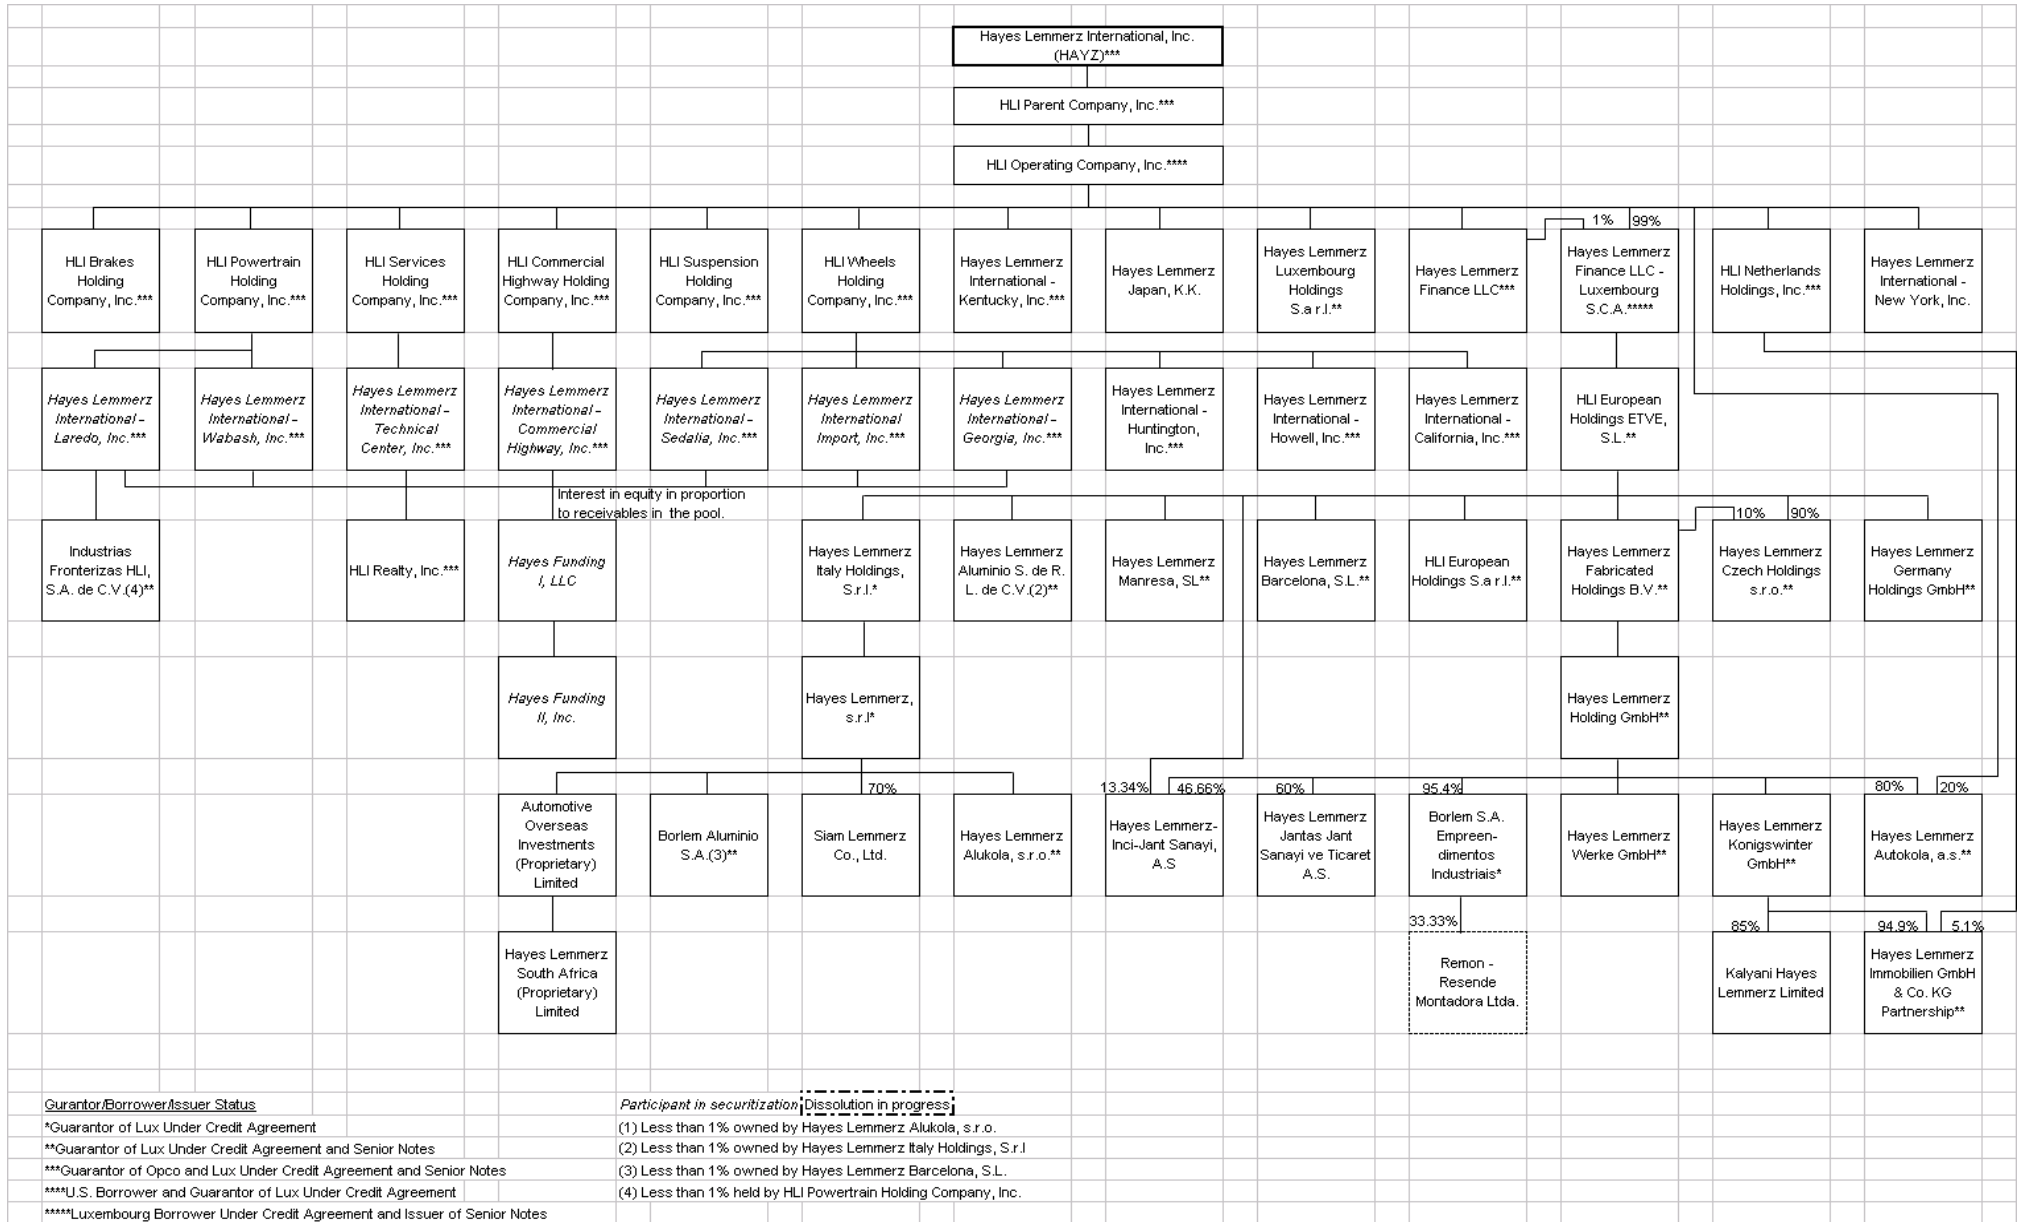 Hayes Lemmerz International, Inc.
(HAYZ)***
HLI Parent Company, Inc.***
HLI Operating Company, Inc.****
1%
99%
HLI Brakes
Holding
Company, Inc.***
HLI Powertrain
Holding
Company, Inc.***
HLI Services
Holding
Company, Inc.***
HLI Commercial
Highway Holding
Company, Inc.***
HLI Suspension
Holding
Company, Inc.***
HLI Wheels
Holding
Company, Inc.***
Hayes Lemmerz
International -
Kentucky, Inc.***
Hayes Lemmerz
Japan, K.K.
Hayes Lemmerz
Luxembourg
Holdings
S.a r.l.**
Hayes Lemmerz
Finance LLC***
Hayes Lemmerz
Finance LLC -
Luxembourg
S.C.A.*****
HLI Netherlands
Holdings, Inc.***
Hayes Lemmerz
International -
New York, Inc.
Hayes Lemmerz
International -
Laredo, Inc.***
Hayes Lemmerz
International -
Wabash, Inc.***
Hayes Lemmerz
International -
Technical
Center, Inc.***
Hayes Lemmerz
International -
Commercial
Highway, Inc.***
Hayes Lemmerz
International -
Sedalia, Inc.***
Hayes Lemmerz
International
Import, Inc.***
Hayes Lemmerz
International -
Georgia, Inc.***
Hayes Lemmerz
International -
Huntington,
Inc.***
Hayes Lemmerz
International -
Howell, Inc.***
Hayes Lemmerz
International -
California, Inc.***
HLI European
Holdings ETVE,
S.L.**
Interest in equity in proportion
to receivables in the pool.
10%
90%
Industrias
Fronterizas HLI,
S.A. de C.V.(4)**
HLI Realty, Inc.***
Hayes Funding
I, LLC
Hayes Lemmerz
Italy Holdings,
S.r.l.*
Hayes Lemmerz
Aluminio S. de R.
L. de C.V.(2)**
Hayes Lemmerz
Manresa, SL**
Hayes Lemmerz
Barcelona, S.L.**
HLI European
Holdings S.a r.l.**
Hayes Lemmerz
Fabricated
Holdings B.V.**
Hayes Lemmerz
Czech Holdings
s.r.o.**
Hayes Lemmerz
Germany
Holdings GmbH**
Hayes Funding
II, Inc.
Hayes Lemmerz,
s.r.l*
Hayes Lemmerz
Holding GmbH**
70%
13.34%
46.66%
60%
95.4%
80%
20%
Automotive
Overseas
Investments
(Proprietary)
Limited
Borlem Aluminio
S.A.(3)**
Siam Lemmerz
Co., Ltd.
Hayes Lemmerz
Alukola, s.r.o.**
Hayes Lemmerz-
Inci-Jant Sanayi,
A.S
Hayes Lemmerz
Jantas Jant
Sanayi ve Ticaret
A.S.
Borlem S.A.
Empreen-
dimentos
Industriais*
Hayes Lemmerz
Werke GmbH**
Hayes Lemmerz
Konigswinter
GmbH**
Hayes Lemmerz
Autokola, a.s.**
33.33%
85%
94.9%
5.1%
Hayes Lemmerz
South Africa
(Proprietary)
Limited
Remon -
Resende
Montadora Ltda.
Kalyani Hayes
Lemmerz Limited
Hayes Lemmerz
Immobilien GmbH
& Co. KG
Partnership**
Gurantor/Borrower/Issuer Status
Participant in securitization
Dissolution in progress
*Guarantor of Lux Under Credit Agreement
(1) Less than 1% owned by Hayes Lemmerz Alukola, s.r.o.
**Guarantor of Lux Under Credit Agreement and Senior Notes
(2) Less than 1% owned by Hayes Lemmerz Italy Holdings, S.r.l
***Guarantor of Opco and Lux Under Credit Agreement and Senior Notes
(3) Less than 1% owned by Hayes Lemmerz Barcelona, S.L.
****U.S. Borrower and Guarantor of Lux Under Credit Agreement
(4) Less than 1% held by HLI Powertrain Holding Company, Inc.
*****Luxembourg Borrower Under Credit Agreement and Issuer of Senior Notes